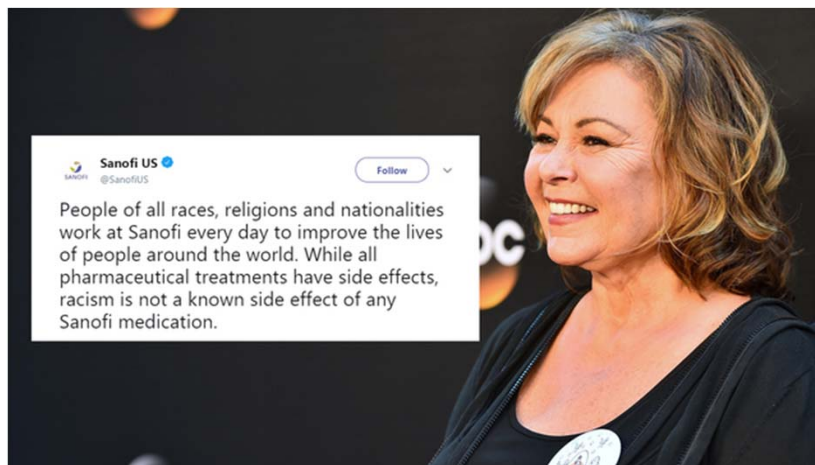 Sanofi US
SANOFI
@SanofiUS
Follow
People of all races, religions and nationalities
work at Sanofi every day to improve the lives
of people around the world. While all
pharmaceutical treatments have side effects,
racism is not a known side effect of any
Sanofi medication.